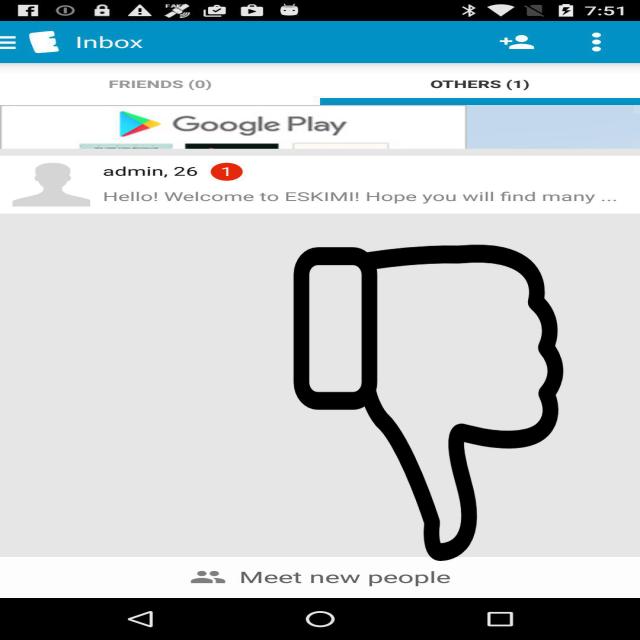 7:51
Inbox
FRIENDS (0)
OTHERS (1)
Google Play
admin, 26 1
Hello! Welcome to ESKIMI! Hope you will find many ...
Meet new people